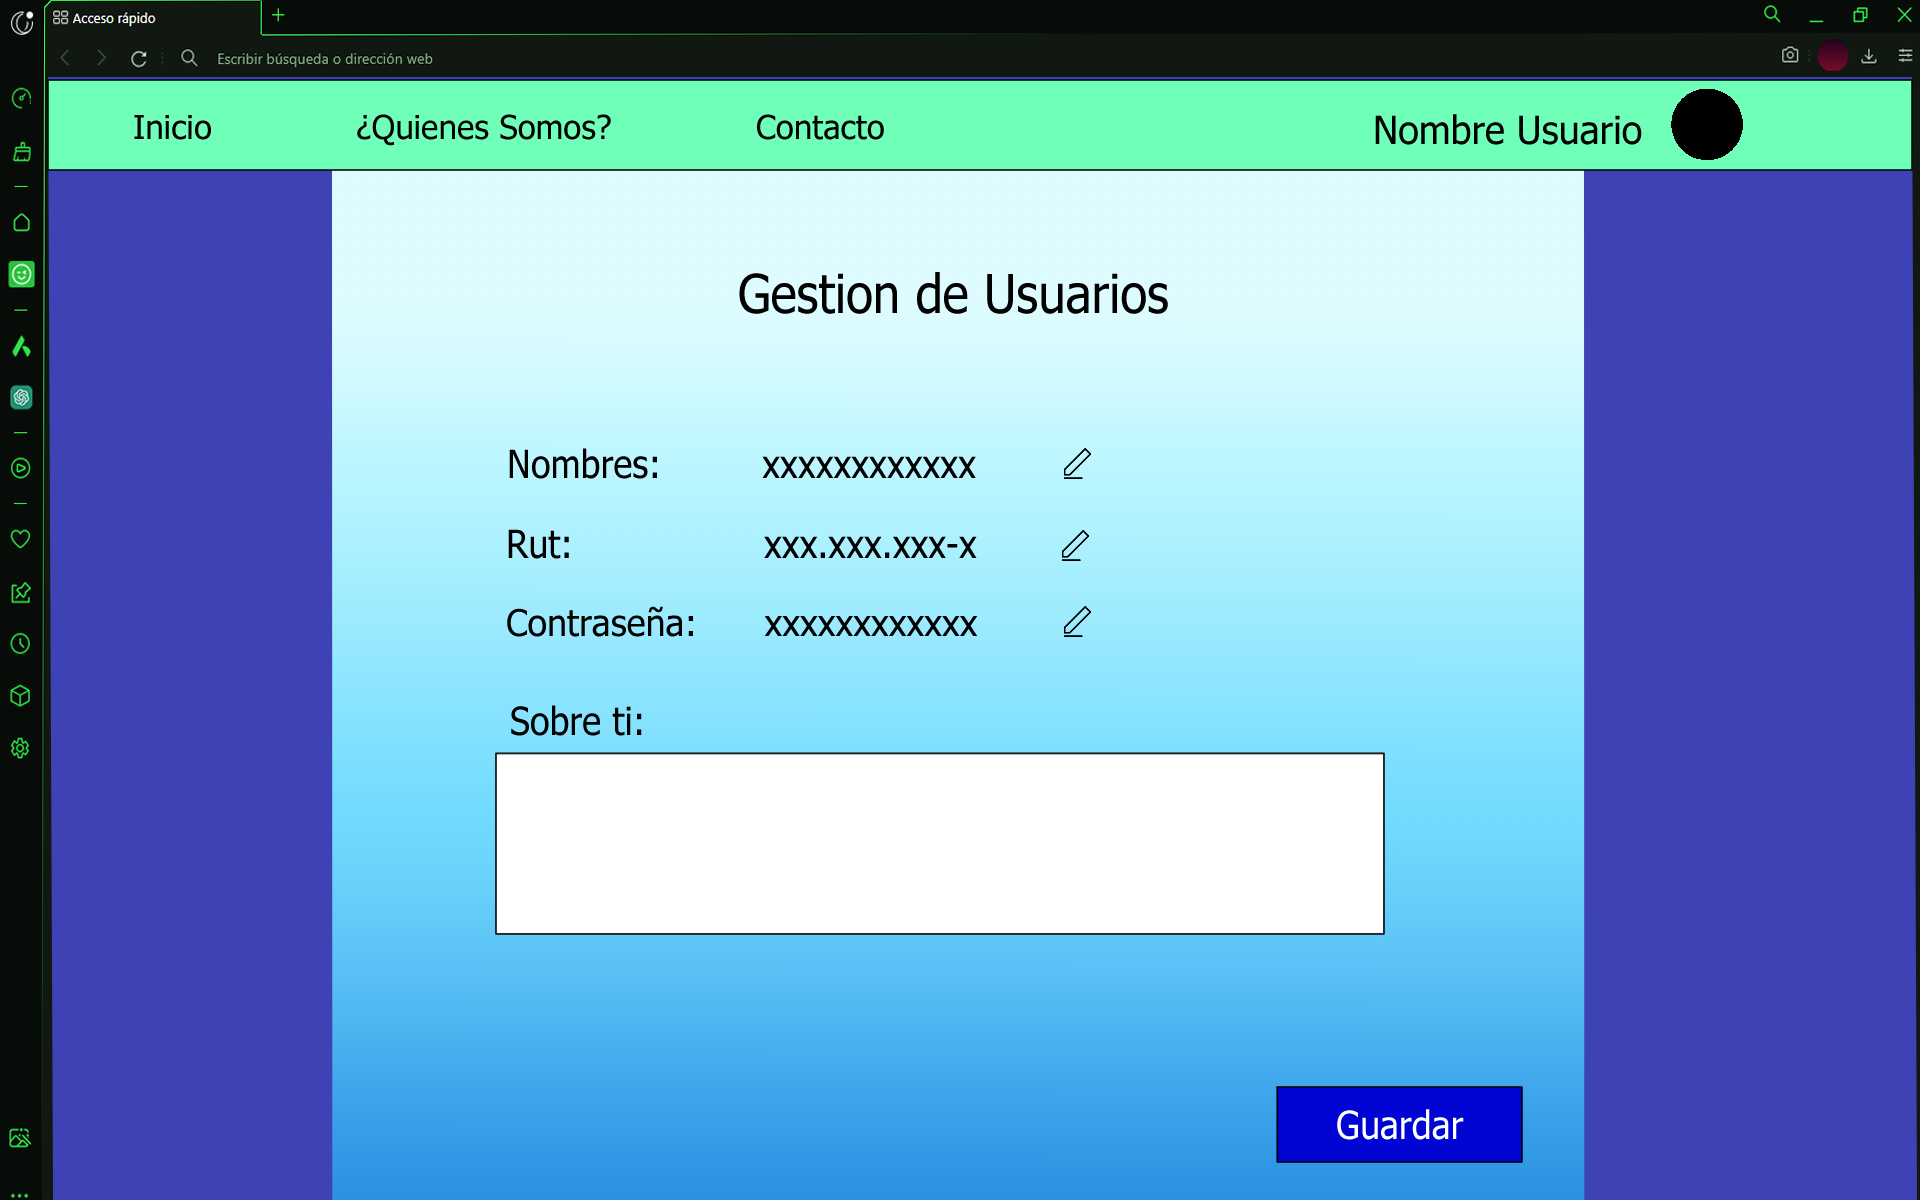 Acceso rápido
Escribir búsqueda o dirección web
Inicio ¿Quienes Somos? Contacto Nombre Usuario
Gestion de Usuarios
Nombres: xxxxxxxxxxxx
Rut: xxx.xxx.xxx-x
Contraseña: xxxxxxxxxxxx
Sobre ti:
Guardar